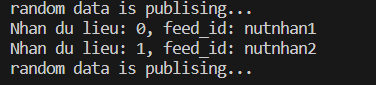 random data is publising...
Nhan du lieu: 0, feed_id: nutnhan1
Nhan du lieu: 1, feed_id: nutnhan2
random data is publising...